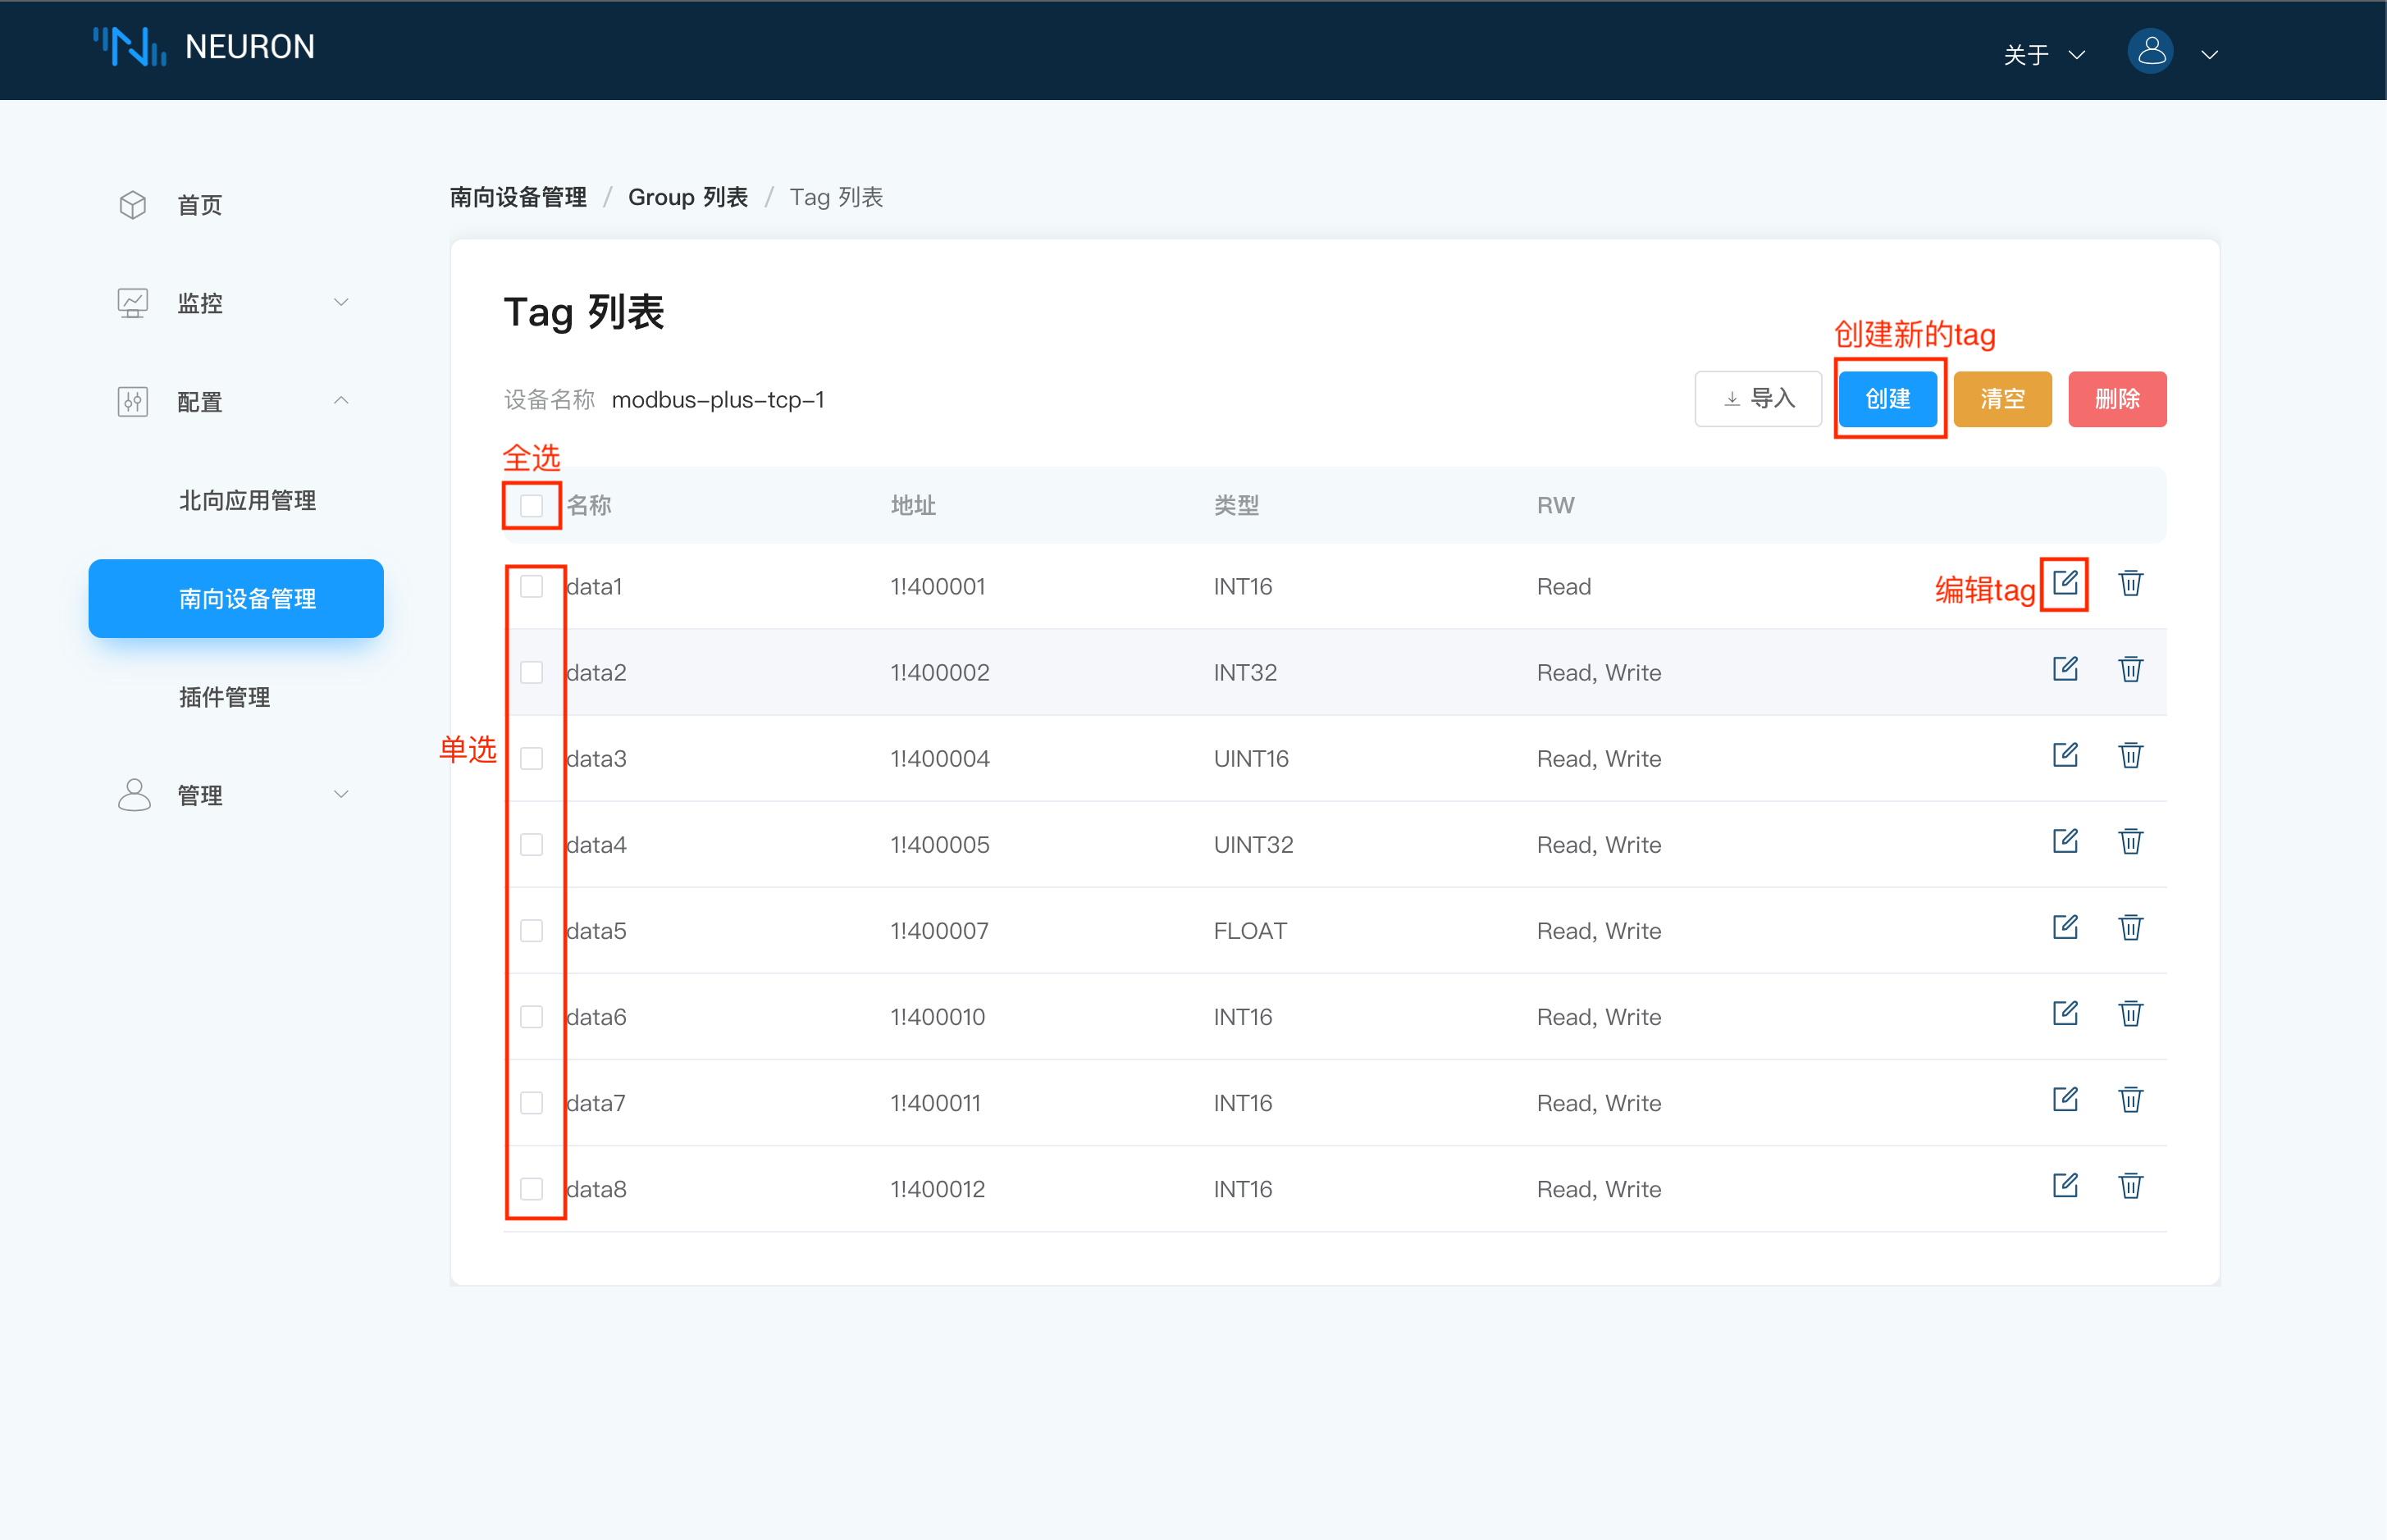 NEURON
关于
首页
监控
配置
北向应用管理
南向设备管理
插件管理
管理
南向设备管理 / Group 列表 / Tag 列表
Tag 列表
创建新的tag
设备名称 modbus-plus-tcp-1
导入 创建 清空 删除
全选
名称 地址 类型 RW
data1 1!400001 INT16 Read 编辑tag
data2 1!400002 INT32 Read, Write
单选
data3 1!400004 UINT16 Read, Write
data4 1!400005 UINT32 Read, Write
data5 1!400007 FLOAT Read, Write
data6 1!400010 INT16 Read, Write
data7 1!400011 INT16 Read, Write
data8 1!400012 INT16 Read, Write